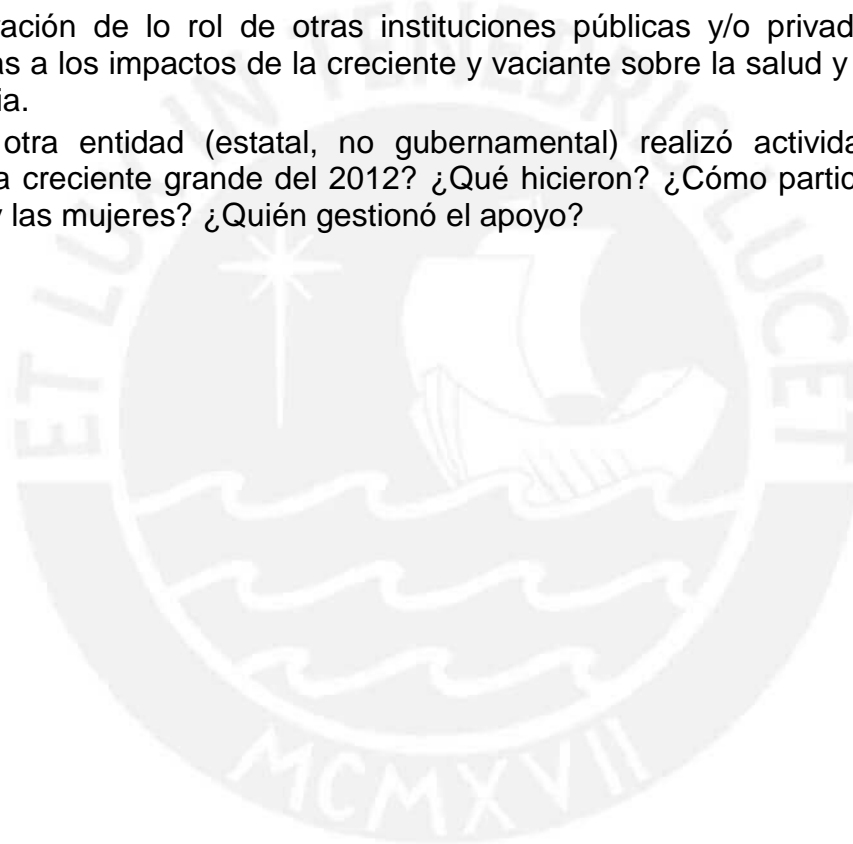 ración de lo rol de otras instituciones públicas y/o privad
as a los impactos de la creciente y vaciante sobre la salud y
ia.
otra entidad (estatal, no gubernamental) realizó activida
a creciente grande del 2012? ¿Qué hicieron? ¿Cómo partic
y las mujeres? ¿Quién gestionó el apoyo?
ET LUX IN TENEBRIS LUCET
MCMXVII